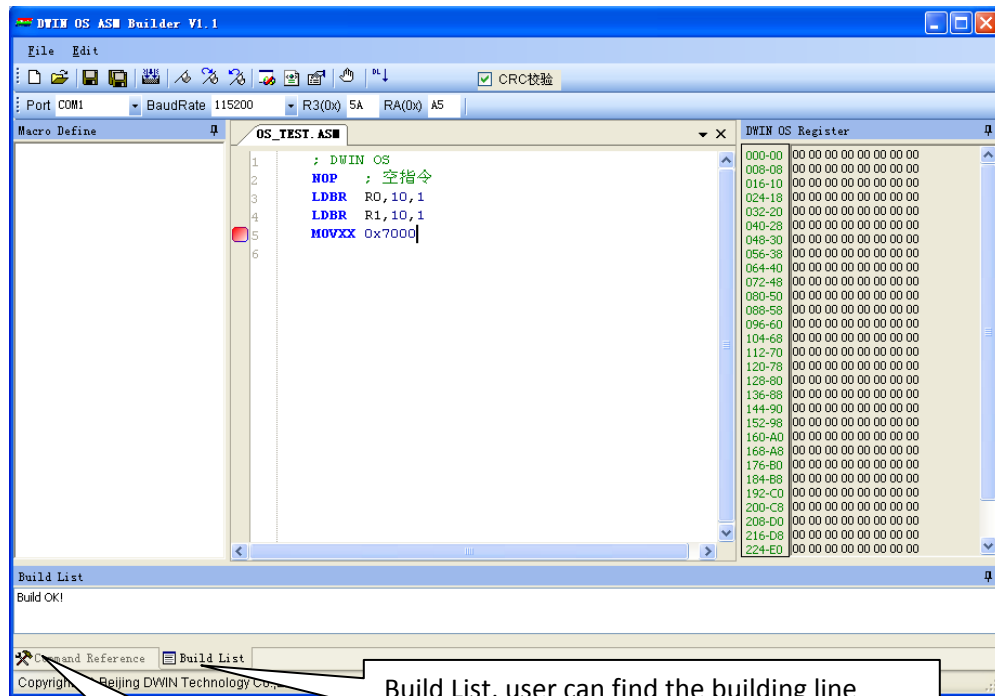 DWIN OS ASM Builder V1.1
File Edit
CRC校验
Port COM1 BaudRate 115200 R3(0x) 5A RA(0x) A5
Macro Define
OS_TEST.ASM
DWIN OS Register
1 ; DWIN OS
2 NOP ; 空指令
3 LDBR R0,10,1
4 LDBR R1,10,1
5 MOVXX 0x7000
6
000-00 00 00 00 00 00 00 00 00
008-08 00 00 00 00 00 00 00 00
016-10 00 00 00 00 00 00 00 00
024-18 00 00 00 00 00 00 00 00
032-20 00 00 00 00 00 00 00 00
040-28 00 00 00 00 00 00 00 00
048-30 00 00 00 00 00 00 00 00
056-38 00 00 00 00 00 00 00 00
064-40 00 00 00 00 00 00 00 00
072-48 00 00 00 00 00 00 00 00
080-50 00 00 00 00 00 00 00 00
088-58 00 00 00 00 00 00 00 00
096-60 00 00 00 00 00 00 00 00
104-68 00 00 00 00 00 00 00 00
112-70 00 00 00 00 00 00 00 00
120-78 00 00 00 00 00 00 00 00
128-80 00 00 00 00 00 00 00 00
136-88 00 00 00 00 00 00 00 00
144-90 00 00 00 00 00 00 00 00
152-98 00 00 00 00 00 00 00 00
160-A0 00 00 00 00 00 00 00 00
168-A8 00 00 00 00 00 00 00 00
176-B0 00 00 00 00 00 00 00 00
184-B8 00 00 00 00 00 00 00 00
192-C0 00 00 00 00 00 00 00 00
200-C8 00 00 00 00 00 00 00 00
208-D0 00 00 00 00 00 00 00 00
216-D8 00 00 00 00 00 00 00 00
224-E0 00 00 00 00 00 00 00 00
Build List
Build OK!
Command Reference Build List
Beijing DWIN Technology Co.,
Build List, user can find the building line